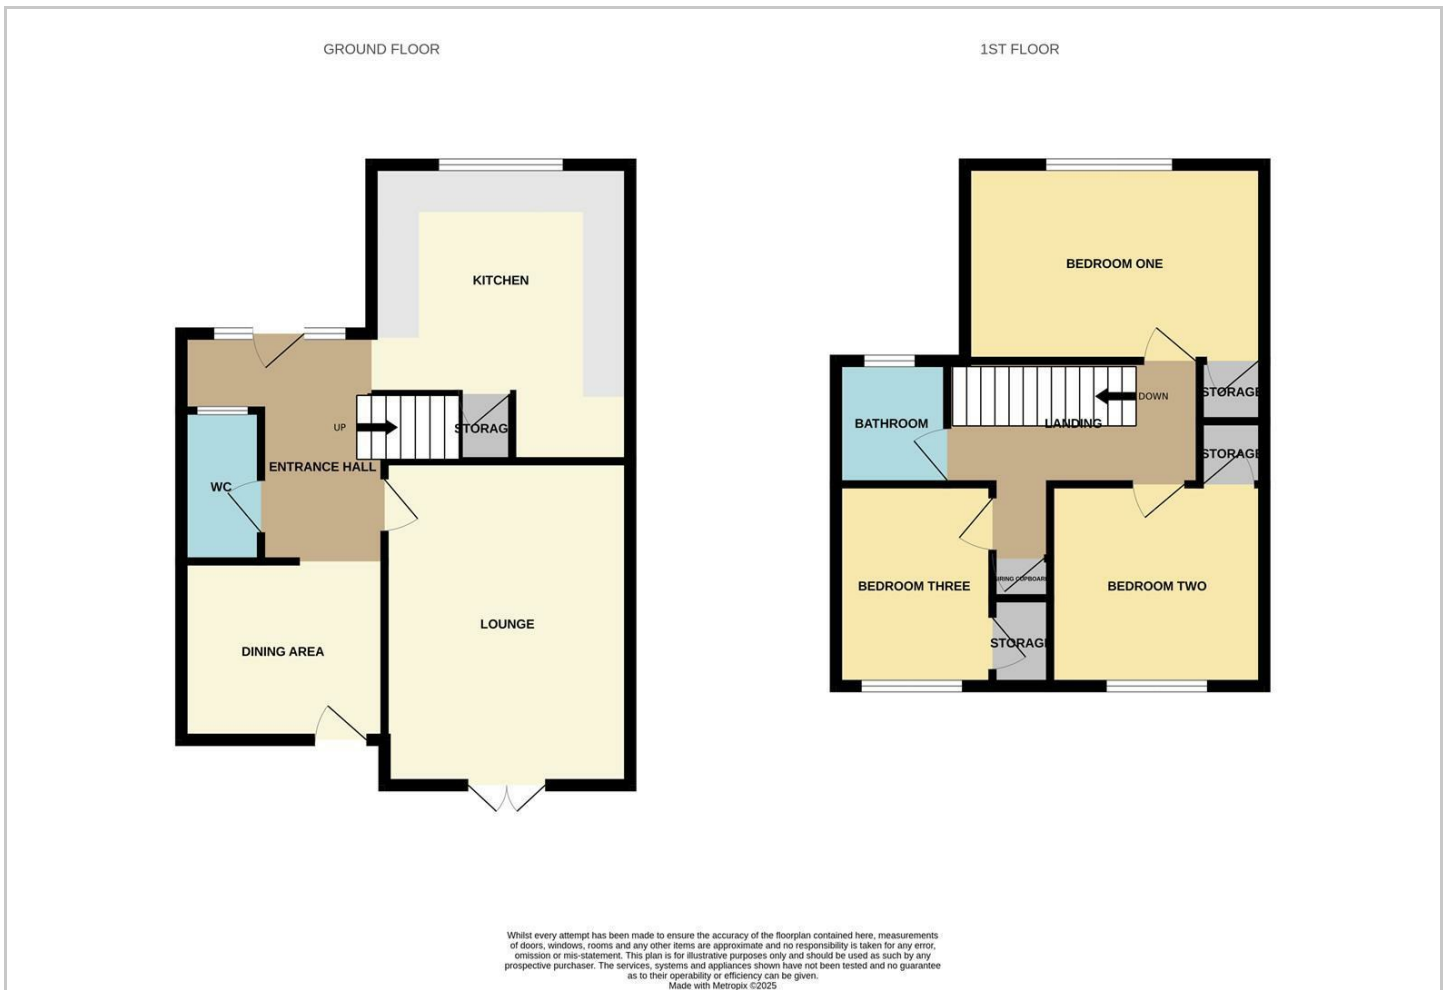 GROUND FLOOR
1ST FLOOR
KITCHEN
STORAG
UP
ENTRANCE HALL
WC
LOUNGE
DINING AREA
BEDROOM ONE
STORAGE
DOWN
LANDING
BATHROOM
STORAGE
BEDROOM THREE
BEDROOM TWO
STORAGE
Whilst every attempt has been made to ensure the accuracy of the floorplan contained here, measurements
of doors, windows, rooms and any other items are approximate and no responsibility is taken for any error,
omission or mis-statement. This plan is for illustrative purposes only and should be used as such by any
prospective purchaser. The services, systems and appliances shown have not been tested and no guarantee
as to their operability or efficiency can be given.
Made with Metropix ©2025